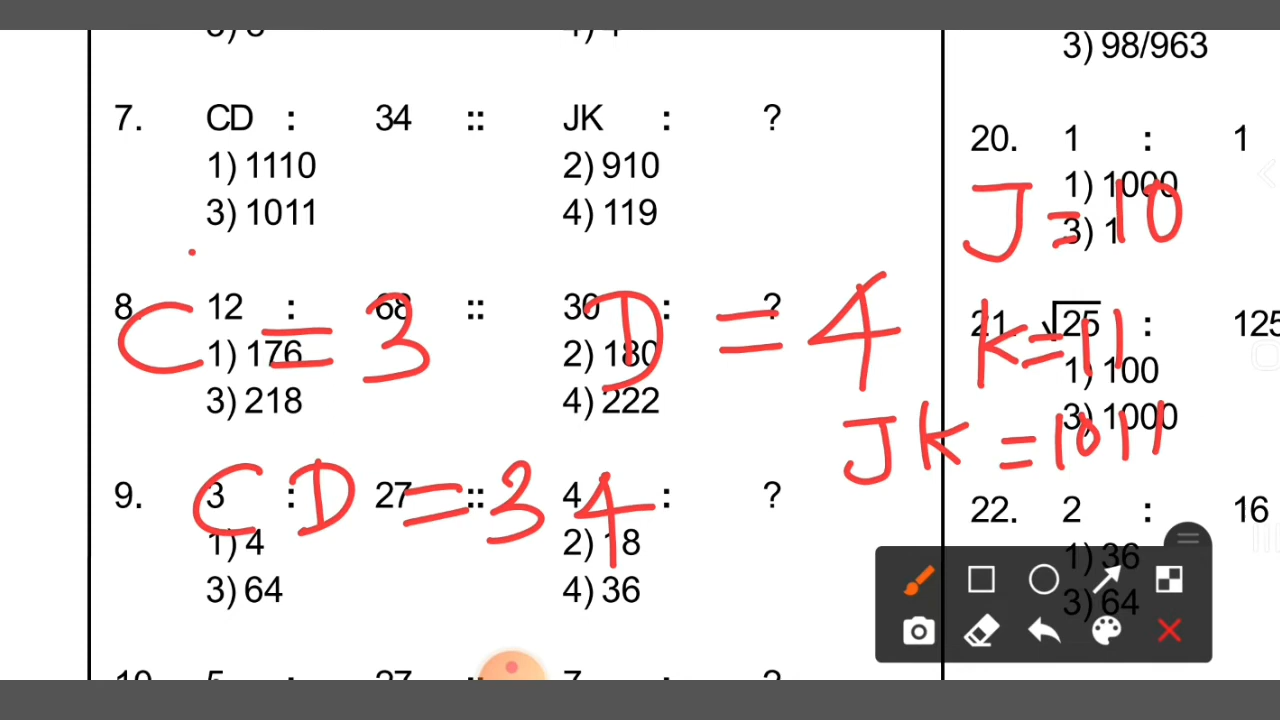 3) 98/963
7. CD : 34 :: JK : ?
1) 1110 2) 910
3) 1011 4) 119
8 12 : 68 :: 30 : ?
1) 176 2) 180
3) 218 4) 222
9. 3 : 27 :: 4 : ?
1) 4 2) 18
3) 64 4) 36
20. 1 : 1
1) 1000
3) 1
21. √25 : 125
1) 100
3) 1000
22. 2 : 16
1) 36
3) 64
C = 3 D = 4
CD = 34
J = 10
K = 11
JK = 1011